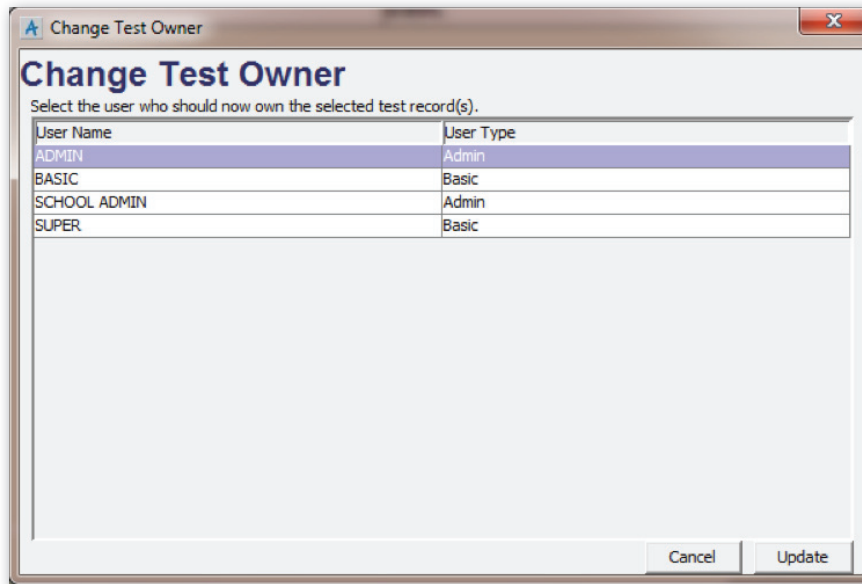 Change Test Owner
Change Test Owner
Select the user who should now own the selected test record(s).
User Name User Type
ADMIN Admin
BASIC Basic
SCHOOL ADMIN Admin
SUPER Basic
Cancel Update